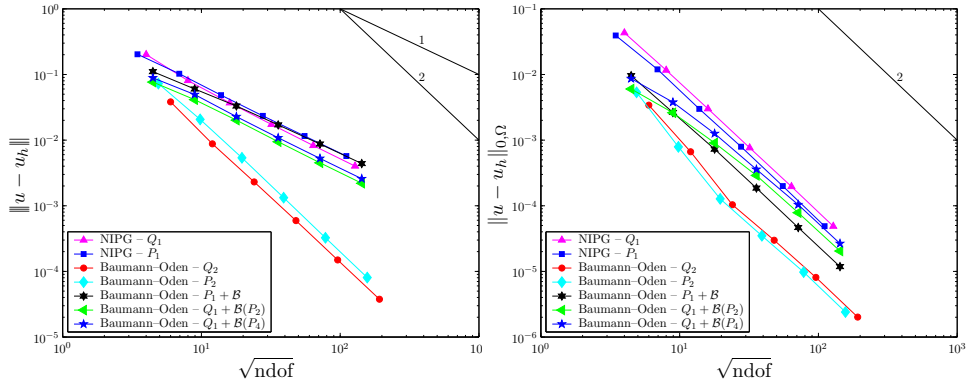 10^0
10^{-1}
10^{-2}
10^{-3}
10^{-4}
10^{-5}
10^0
10^1
10^2
10
√ndof
|||u − u_h|||
1
2
NIPG – Q_1
NIPG – P_1
Baumann–Oden – Q_2
Baumann–Oden – P_2
Baumann–Oden – P_1 + ℬ
Baumann–Oden – Q_1 + ℬ(P_2)
Baumann–Oden – Q_1 + ℬ(P_4)
10^{-1}
10^{-2}
10^{-3}
10^{-4}
10^{-5}
10^{-6}
10^0
10^1
10^2
10^3
√ndof
||u − u_h||_{0,Ω}
2
NIPG – Q_1
NIPG – P_1
Baumann–Oden – Q_2
Baumann–Oden – P_2
Baumann–Oden – P_1 + ℬ
Baumann–Oden – Q_1 + ℬ(P_2)
Baumann–Oden – Q_1 + ℬ(P_4)